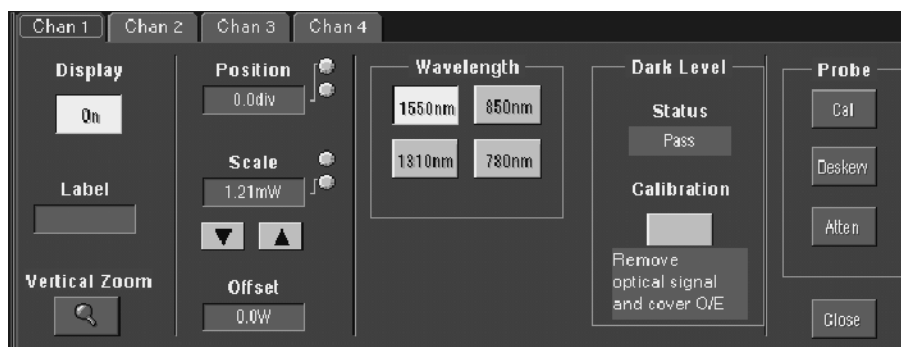 Chan 1 Chan 2 Chan 3 Chan 4
Display
On
Label
Vertical Zoom
Position
0.0div
Scale
1.21mW
Offset
0.0W
Wavelength
1550nm 850nm
1310nm 780nm
Dark Level
Status
Pass
Calibration
Remove
optical signal
and cover O/E
Probe
Cal
Deskew
Atten
Close